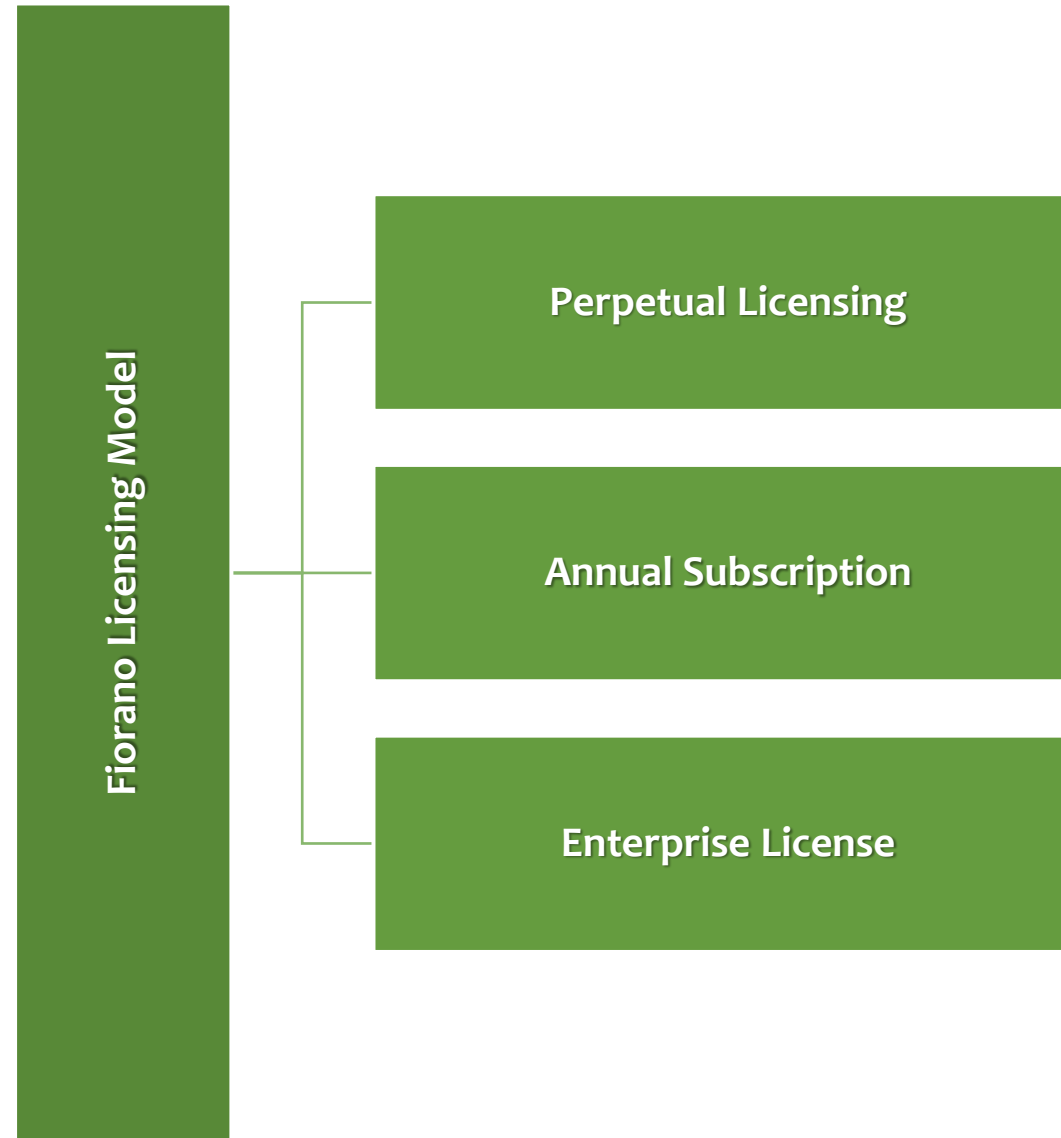 Fiorano Licensing Model
Perpetual Licensing
Annual Subscription
Enterprise License